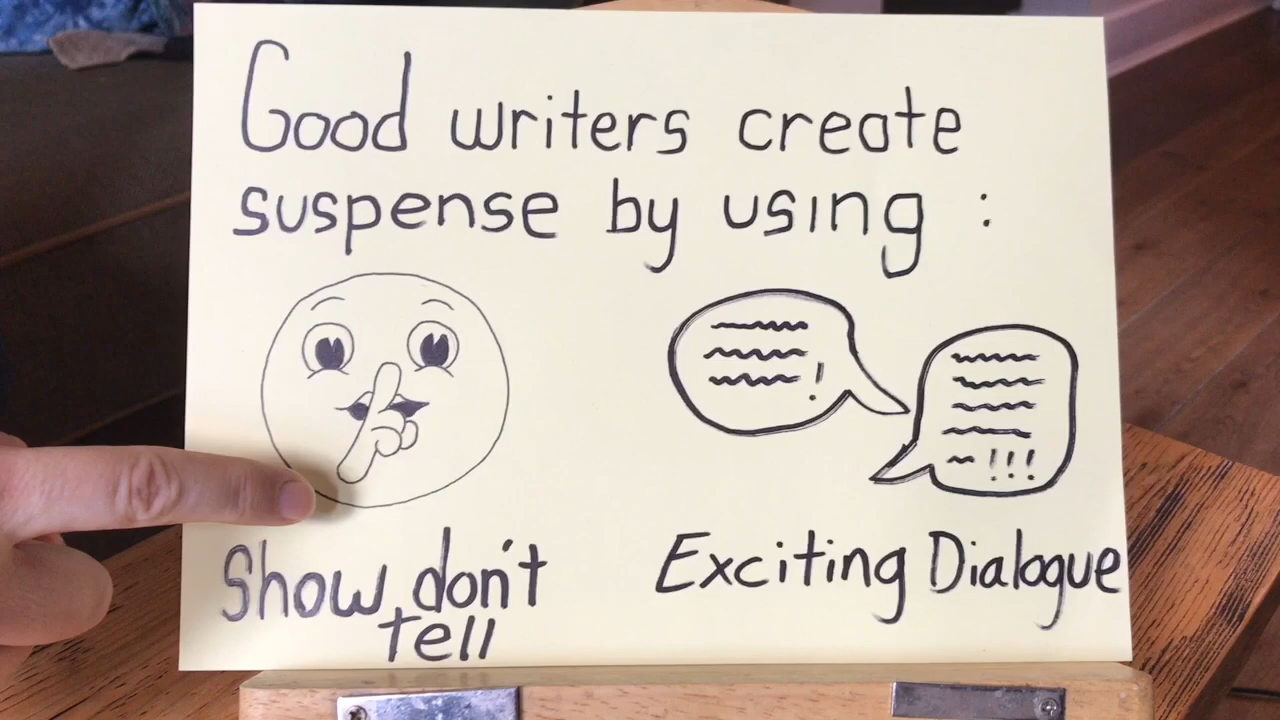 Good writers create
suspense by using :
!
!!!
Show, don't
tell
Exciting Dialogue